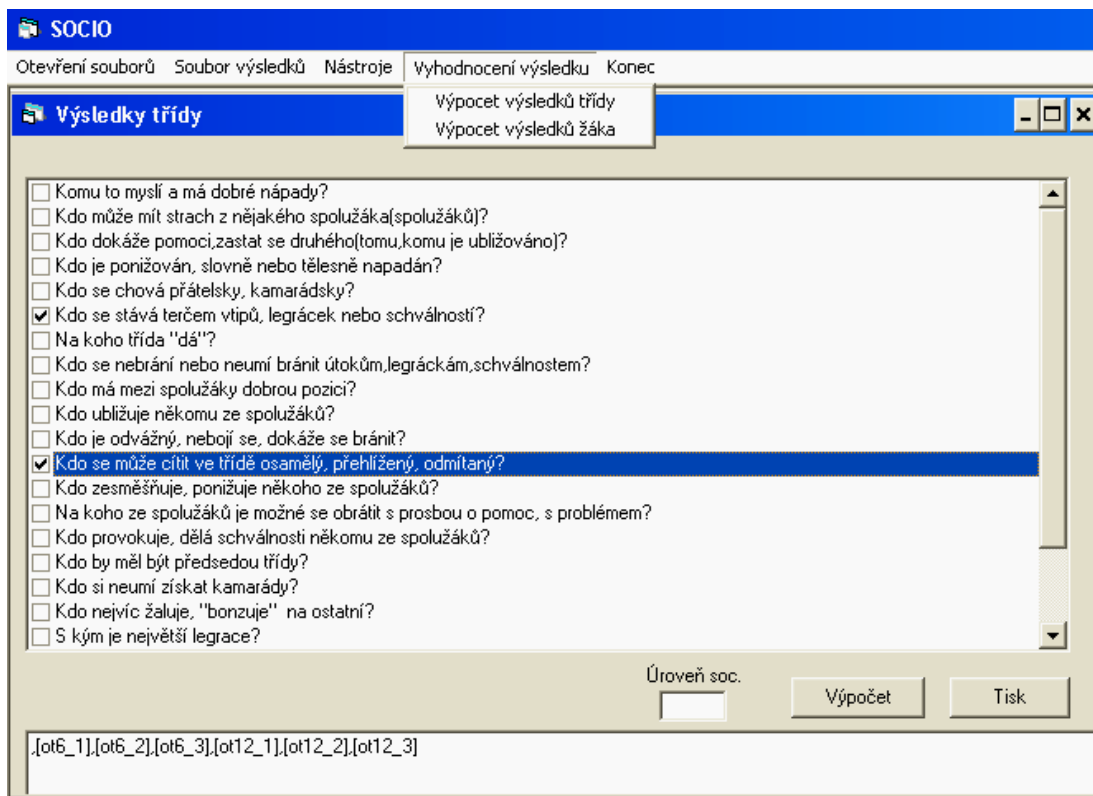 SOCIO
Otevření souborů Soubor výsledků Nástroje Vyhodnocení výsledku Konec
Výpocet výsledků třídy
Výpocet výsledků žáka
Výsledky třídy
Komu to myslí a má dobré nápady?
Kdo může mít strach z nějakého spolužáka(spolužáků)?
Kdo dokáže pomoci,zastat se druhého(tomu,komu je ubližováno)?
Kdo je ponižován, slovně nebo tělesně napadán?
Kdo se chová přátelsky, kamarádsky?
Kdo se stává terčem vtipů, legrácek nebo schválností?
Na koho třída "dá"?
Kdo se nebrání nebo neumí bránit útokům,legráckám,schválnostem?
Kdo má mezi spolužáky dobrou pozici?
Kdo ubližuje někomu ze spolužáků?
Kdo je odvážný, nebojí se, dokáže se bránit?
Kdo se může cítit ve třídě osamělý, přehlížený, odmítaný?
Kdo zesměšňuje, ponižuje někoho ze spolužáků?
Na koho ze spolužáků je možné se obrátit s prosbou o pomoc, s problémem?
Kdo provokuje, dělá schválnosti někomu ze spolužáků?
Kdo by měl být předsedou třídy?
Kdo si neumí získat kamarády?
Kdo nejvíc žaluje, "bonzuje" na ostatní?
S kým je největší legrace?
Úroveň soc.
Výpočet Tisk
,[ot6_1],[ot6_2],[ot6_3],[ot12_1],[ot12_2],[ot12_3]